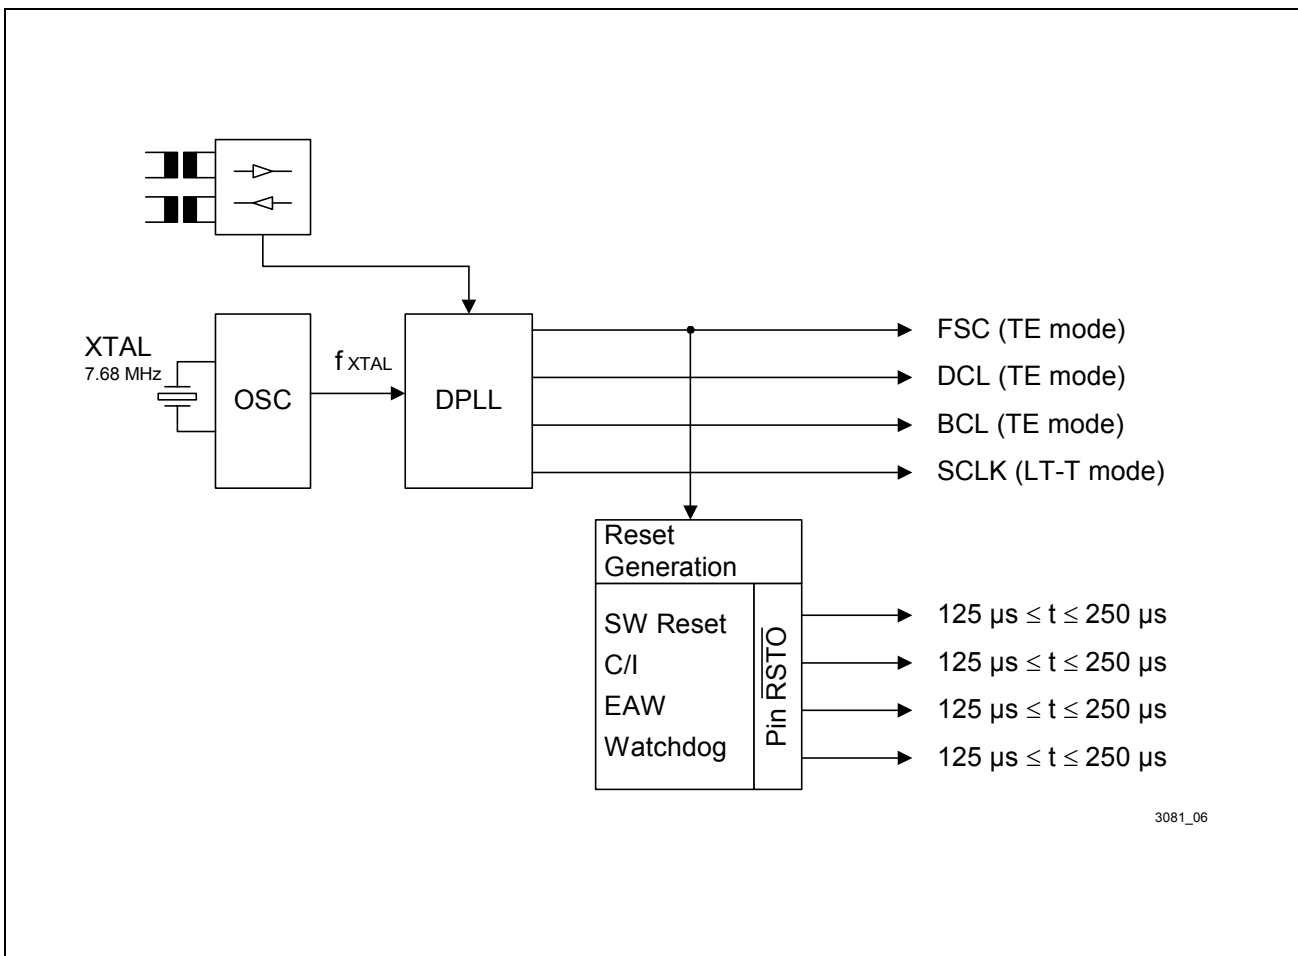 XTAL
7.68 MHz
OSC
f XTAL
DPLL
FSC (TE mode)
DCL (TE mode)
BCL (TE mode)
SCLK (LT-T mode)
Reset
Generation
SW Reset
C/I
EAW
Watchdog
Pin R̅S̅T̅O̅
125 µs ≤ t ≤ 250 µs
125 µs ≤ t ≤ 250 µs
125 µs ≤ t ≤ 250 µs
125 µs ≤ t ≤ 250 µs
3081_06